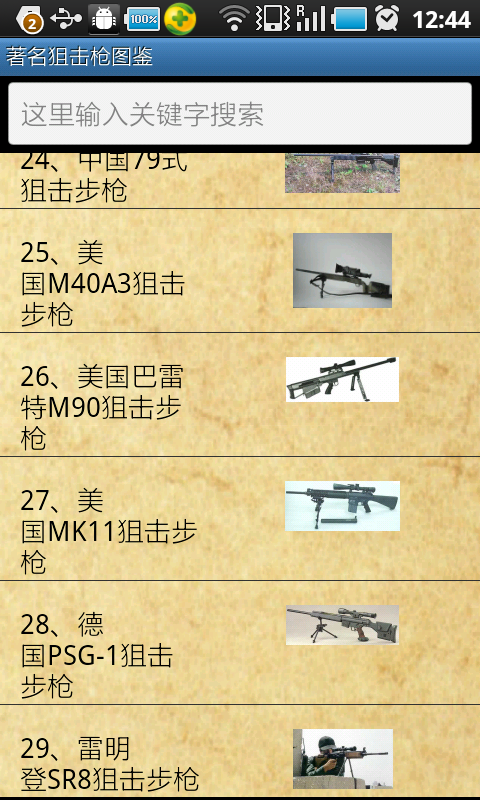 2
100%
R
12:44
著名狙击枪图鉴
这里输入关键字搜索
24、中国79式
狙击步枪
25、美
国M40A3狙击
步枪
26、美国巴雷
特M90狙击步
枪
27、美
国MK11狙击步
枪
28、德
国PSG-1狙击
步枪
29、雷明
登SR8狙击步枪